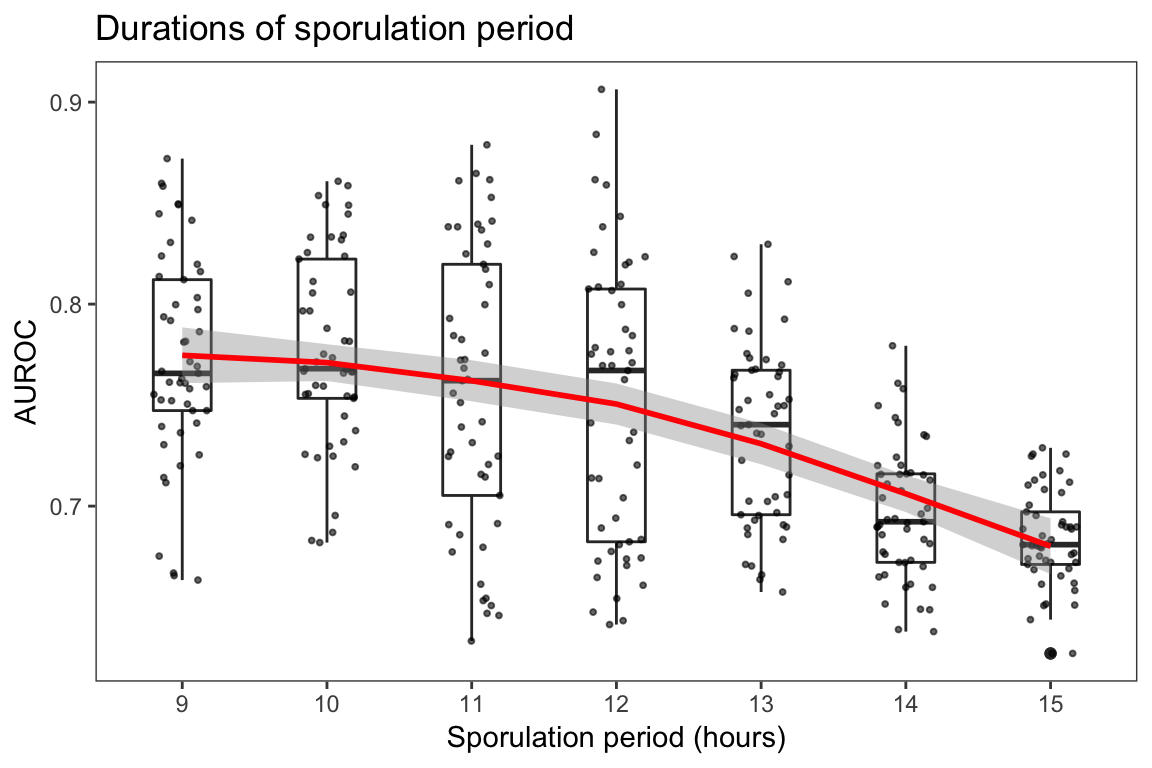 Durations of sporulation period
AUROC
0.9
0.8
0.7
9 10 11 12 13 14 15
Sporulation period (hours)